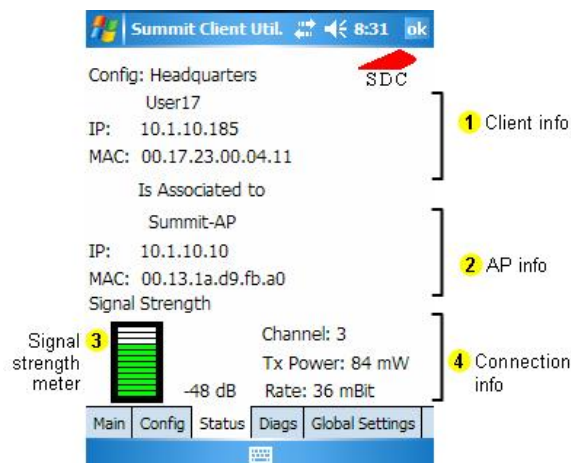 Summit Client Util. 8:31 ok
Config: Headquarters
SDC
User17
IP: 10.1.10.185
MAC: 00.17.23.00.04.11
1 Client info
Is Associated to
Summit-AP
IP: 10.1.10.10
MAC: 00.13.1a.d9.fb.a0
2 AP info
Signal Strength
Signal strength meter 3
-48 dB
Channel: 3
Tx Power: 84 mW
Rate: 36 mBit
4 Connection info
Main Config Status Diags Global Settings